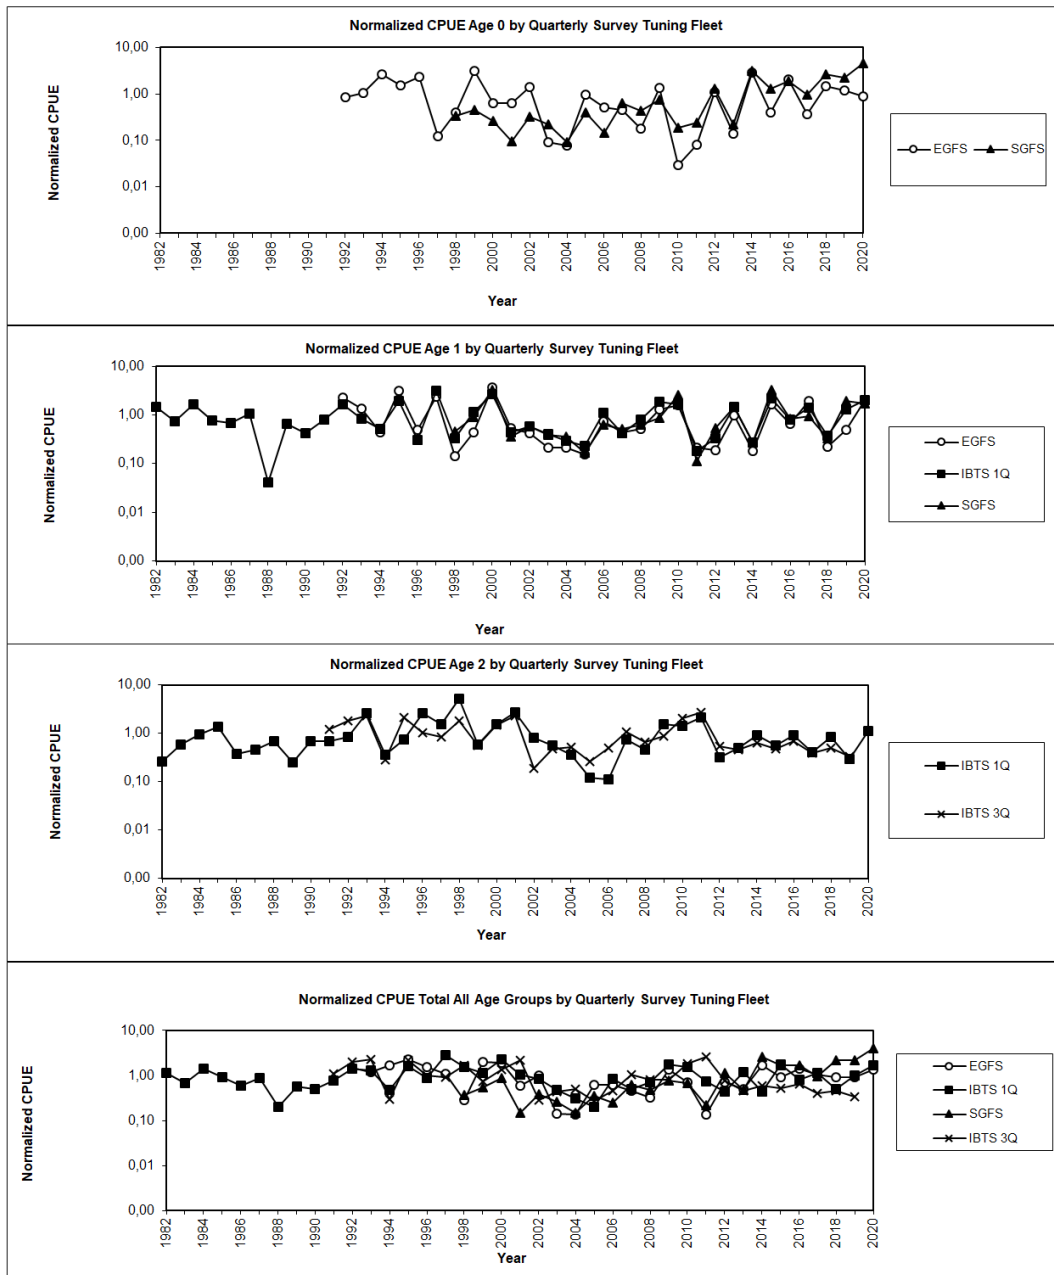 Normalized CPUE Age 0 by Quarterly Survey Tuning Fleet
Normalized CPUE
10,00
1,00
0,10
0,01
0,00
1982 1984 1986 1988 1990 1992 1994 1996 1998 2000 2002 2004 2006 2008 2010 2012 2014 2016 2018 2020
Year
EGFS SGFS
Normalized CPUE Age 1 by Quarterly Survey Tuning Fleet
Normalized CPUE
10,00
1,00
0,10
0,01
0,00
1982 1984 1986 1988 1990 1992 1994 1996 1998 2000 2002 2004 2006 2008 2010 2012 2014 2016 2018 2020
Year
EGFS
IBTS 1Q
SGFS
Normalized CPUE Age 2 by Quarterly Survey Tuning Fleet
Normalized CPUE
10,00
1,00
0,10
0,01
0,00
1982 1984 1986 1988 1990 1992 1994 1996 1998 2000 2002 2004 2006 2008 2010 2012 2014 2016 2018 2020
Year
IBTS 1Q
IBTS 3Q
Normalized CPUE Total All Age Groups by Quarterly Survey Tuning Fleet
Normalized CPUE
10,00
1,00
0,10
0,01
0,00
1982 1984 1986 1988 1990 1992 1994 1996 1998 2000 2002 2004 2006 2008 2010 2012 2014 2016 2018 2020
Year
EGFS
IBTS 1Q
SGFS
IBTS 3Q